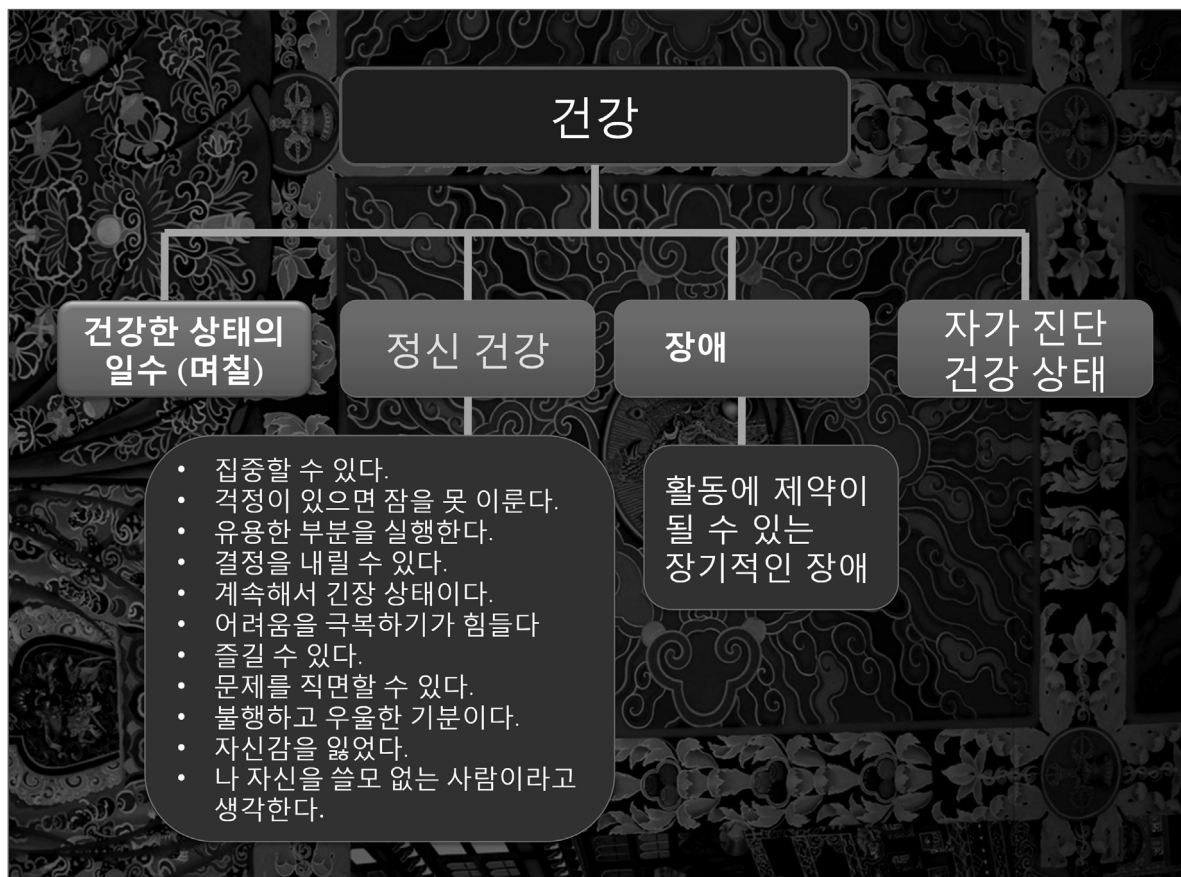 건강
건강한 상태의
일수 (며칠)
정신 건강
장애
자가 진단
건강 상태
• 집중할 수 있다.
• 걱정이 있으면 잠을 못 이룬다.
• 유용한 부분을 실행한다.
• 결정을 내릴 수 있다.
• 계속해서 긴장 상태이다.
• 어려움을 극복하기가 힘들다
• 즐길 수 있다.
• 문제를 직면할 수 있다.
• 불행하고 우울한 기분이다.
• 자신감을 잃었다.
• 나 자신을 쓸모 없는 사람이라고
생각한다.
활동에 제약이
될 수 있는
장기적인 장애